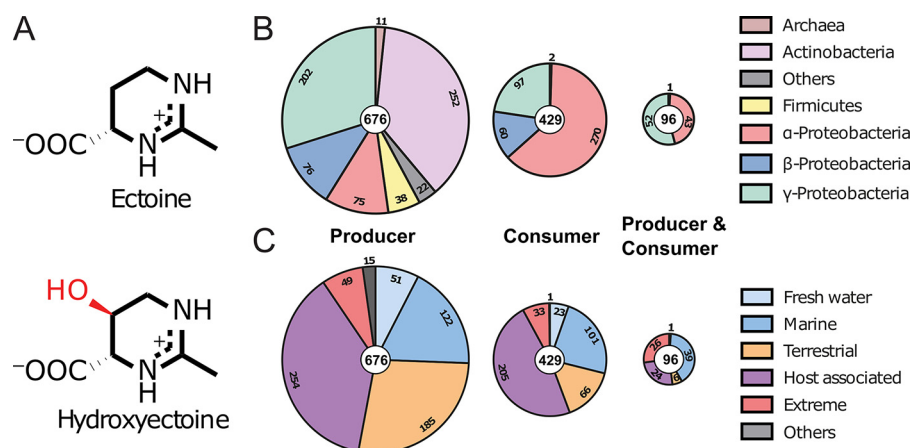 A
NH
+
⁻OOC
N
H
Ectoine
HO
NH
+
⁻OOC
N
H
Hydroxyectoine
B
11
252
22
38
75
76
202
676
Producer
2
270
60
97
429
Consumer
1
43
52
96
Producer &
Consumer
Archaea
Actinobacteria
Others
Firmicutes
α-Proteobacteria
β-Proteobacteria
γ-Proteobacteria
C
15
51
122
185
254
49
676
1
23
101
66
205
33
429
1
39
6
24
26
96
Fresh water
Marine
Terrestrial
Host associated
Extreme
Others